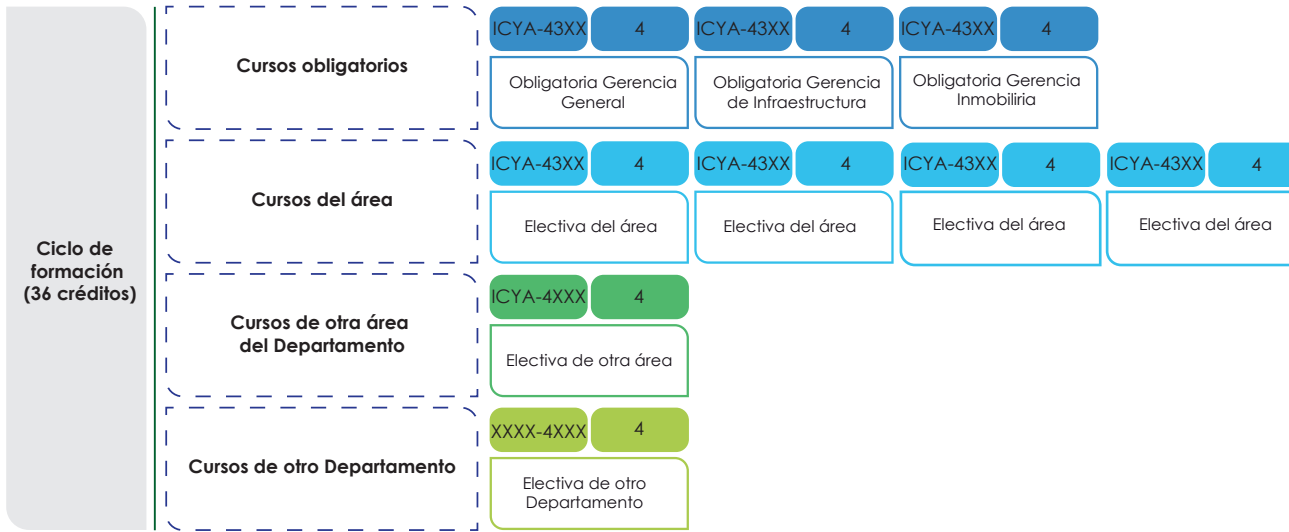 Ciclo de
formación
(36 créditos)
Cursos obligatorios
ICYA-43XX 4 ICYA-43XX 4 ICYA-43XX 4
Obligatoria Gerencia
General
Obligatoria Gerencia
de Infraestructura
Obligatoria Gerencia
Inmobiliria
Cursos del área
ICYA-43XX 4 ICYA-43XX 4 ICYA-43XX 4 ICYA-43XX 4
Electiva del área Electiva del área Electiva del área Electiva del área
Cursos de otra área
del Departamento
ICYA-4XXX 4
Electiva de otra área
Cursos de otro Departamento
XXXX-4XXX 4
Electiva de otro
Departamento